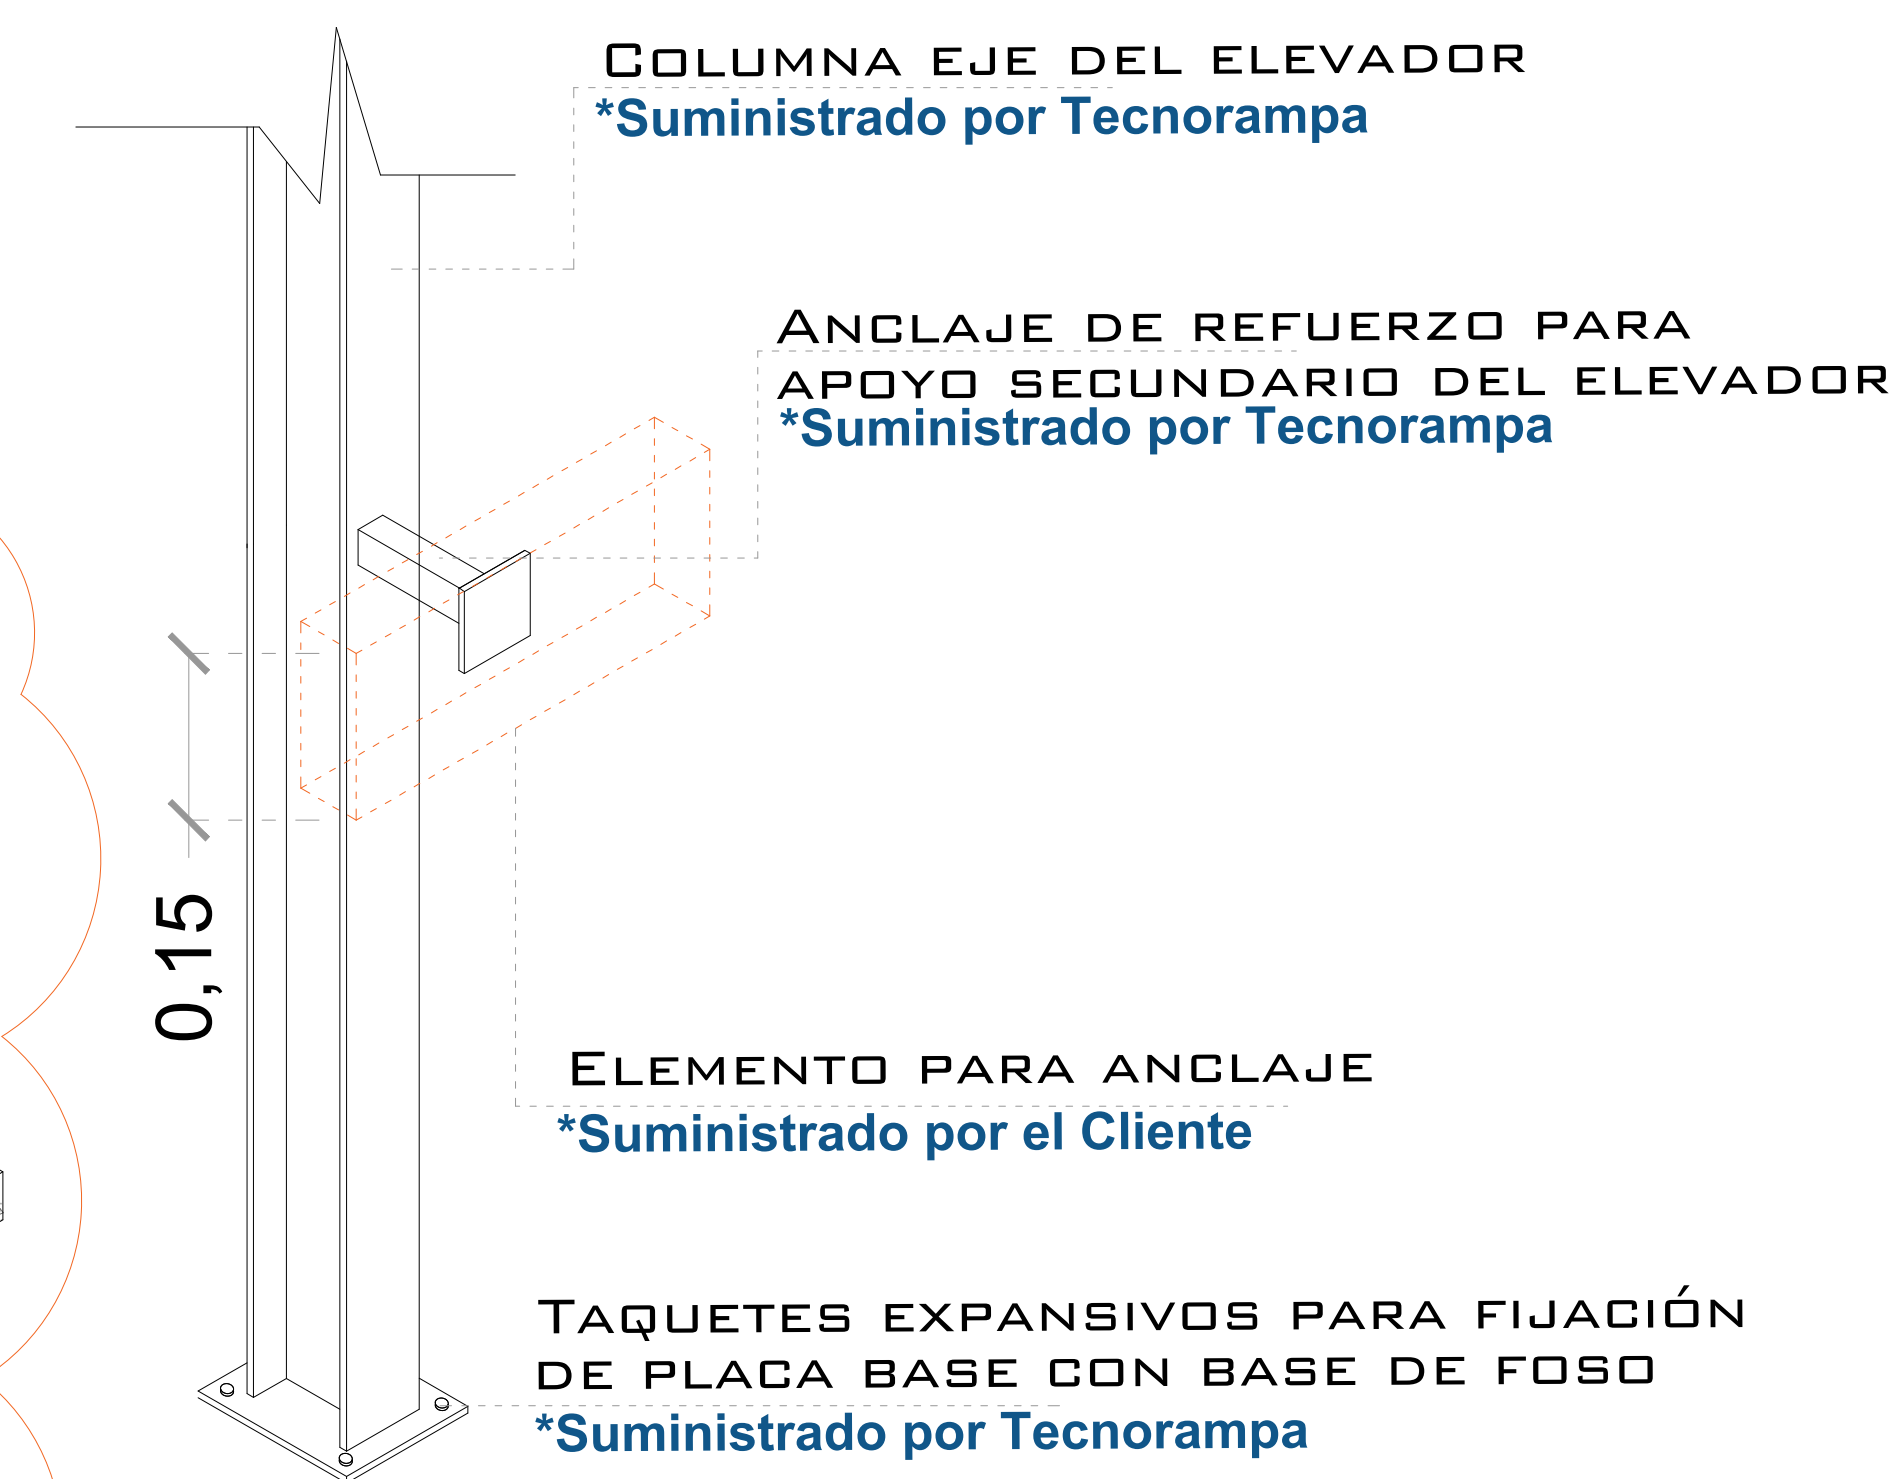 COLUMNA EJE DEL ELEVADOR
*Suministrado por Tecnorampa
ANCLAJE DE REFUERZO PARA
APOYO SECUNDARIO DEL ELEVADOR
*Suministrado por Tecnorampa
0,15
ELEMENTO PARA ANCLAJE
*Suministrado por el Cliente
TAQUETES EXPANSIVOS PARA FIJACIÓN
DE PLACA BASE CON BASE DE FOSO
*Suministrado por Tecnorampa